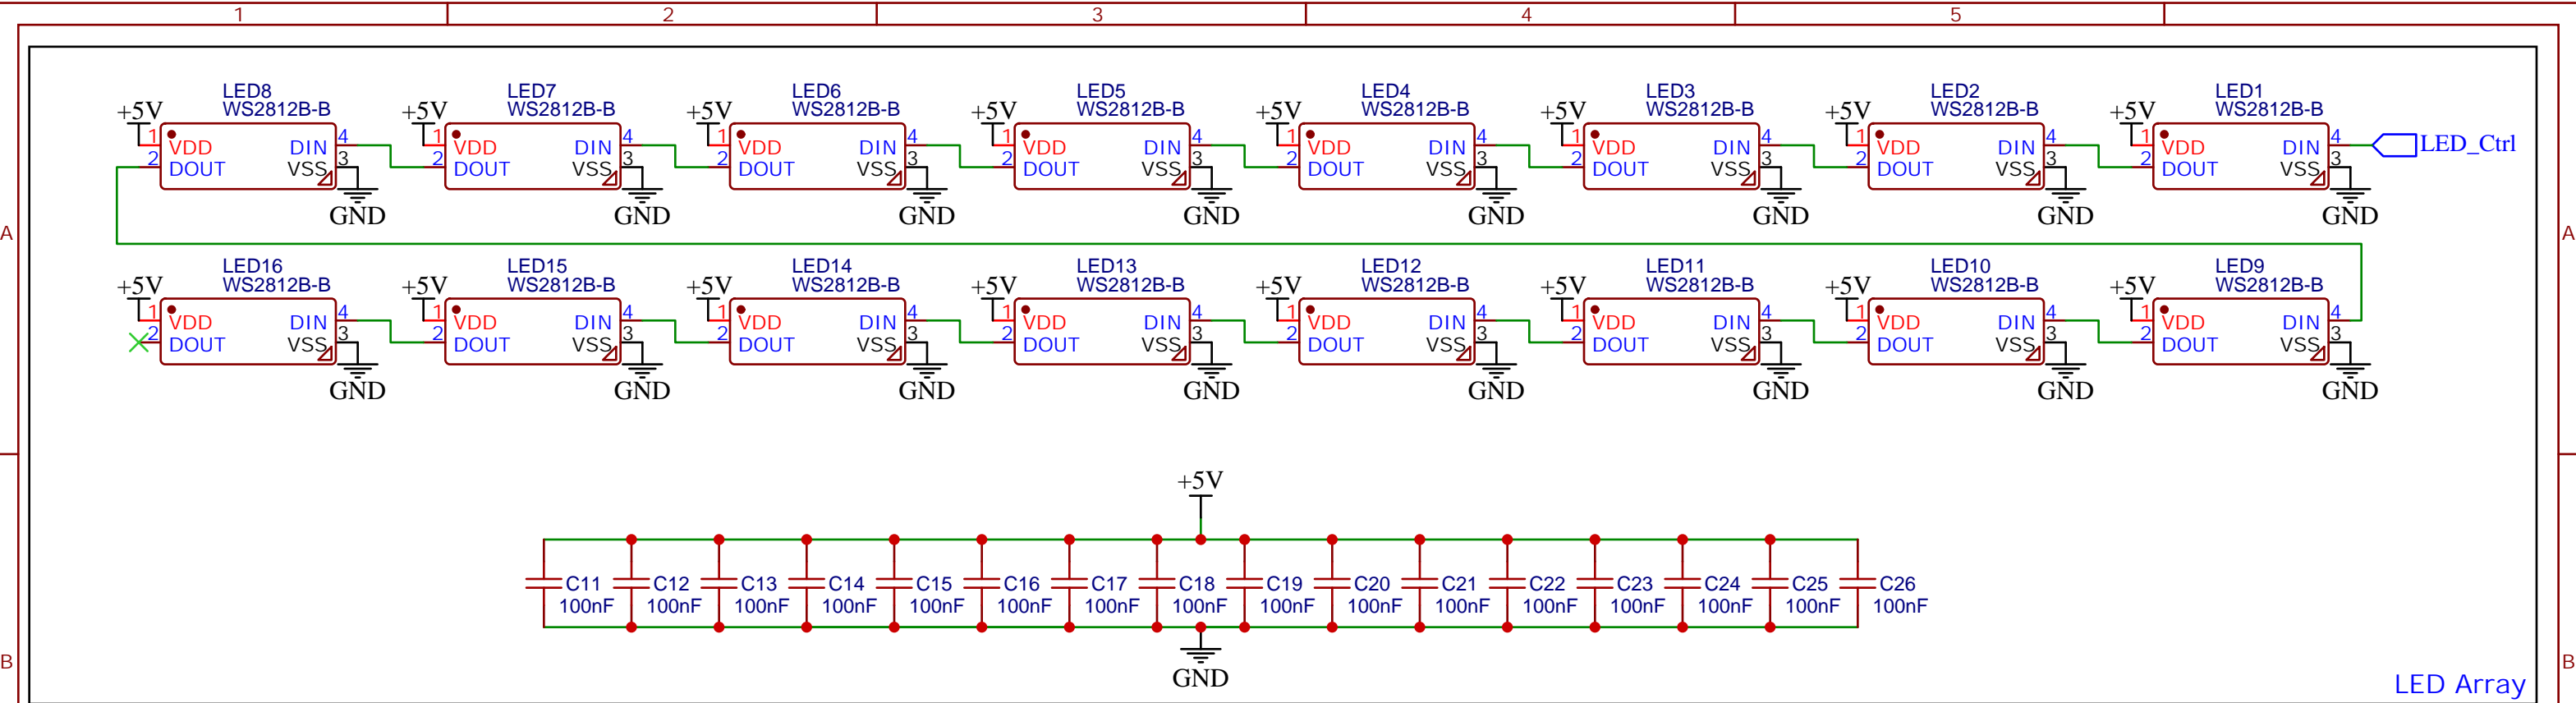 1 2 3 4 5
LED8 LED7 LED6 LED5 LED4 LED3 LED2 LED1
WS2812B-B WS2812B-B WS2812B-B WS2812B-B WS2812B-B WS2812B-B WS2812B-B WS2812B-B
+5V +5V +5V +5V +5V +5V +5V +5V
1 4 1 4 1 4 1 4 1 4 1 4 1 4 1 4
VDD DIN VDD DIN VDD DIN VDD DIN VDD DIN VDD DIN VDD DIN VDD DIN LED_Ctrl
2 3 2 3 2 3 2 3 2 3 2 3 2 3 2 3
DOUT VSS DOUT VSS DOUT VSS DOUT VSS DOUT VSS DOUT VSS DOUT VSS DOUT VSS
GND GND GND GND GND GND GND GND
A A
LED16 LED15 LED14 LED13 LED12 LED11 LED10 LED9
WS2812B-B WS2812B-B WS2812B-B WS2812B-B WS2812B-B WS2812B-B WS2812B-B WS2812B-B
+5V +5V +5V +5V +5V +5V +5V +5V
1 4 1 4 1 4 1 4 1 4 1 4 1 4 1 4
VDD DIN VDD DIN VDD DIN VDD DIN VDD DIN VDD DIN VDD DIN VDD DIN
2 3 2 3 2 3 2 3 2 3 2 3 2 3 2 3
DOUT VSS DOUT VSS DOUT VSS DOUT VSS DOUT VSS DOUT VSS DOUT VSS DOUT VSS
GND GND GND GND GND GND GND GND
+5V
C11 C12 C13 C14 C15 C16 C17 C18 C19 C20 C21 C22 C23 C24 C25 C26
100nF 100nF 100nF 100nF 100nF 100nF 100nF 100nF 100nF 100nF 100nF 100nF 100nF 100nF 100nF 100nF
B B
GND
LED Array